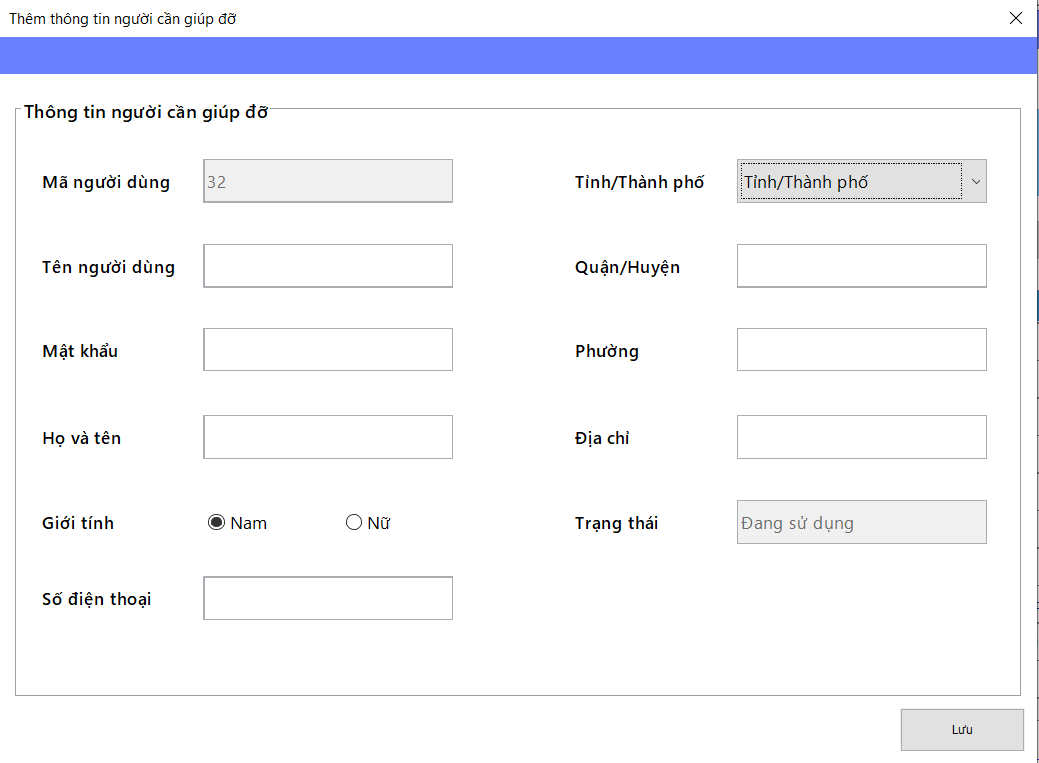 Thêm thông tin người cần giúp đỡ
Thông tin người cần giúp đỡ
Mã người dùng 32 Tỉnh/Thành phố Tỉnh/Thành phố
Tên người dùng Quận/Huyện
Mật khẩu Phường
Họ và tên Địa chỉ
Giới tính Nam Nữ Trạng thái Đang sử dụng
Số điện thoại
Lưu